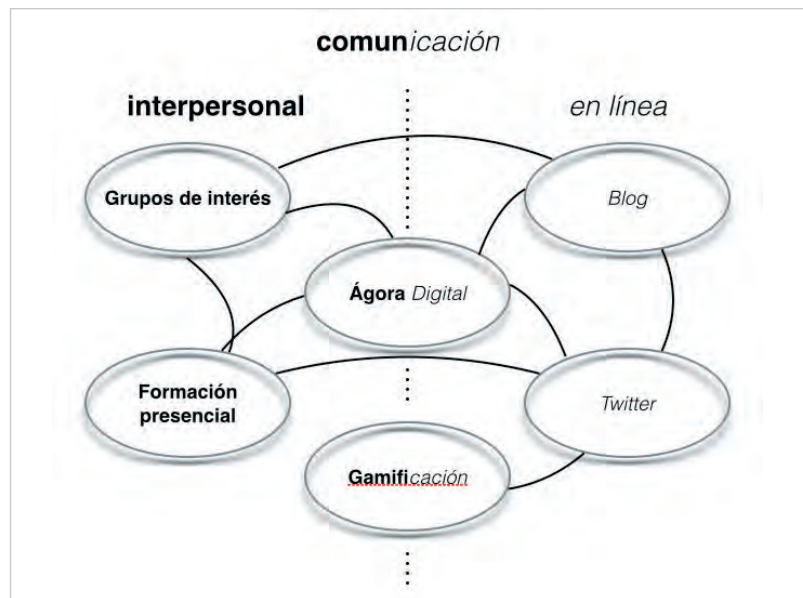 comunicación
interpersonal
en línea
Grupos de interés
Blog
Ágora Digital
Formación
presencial
Twitter
Gamificación